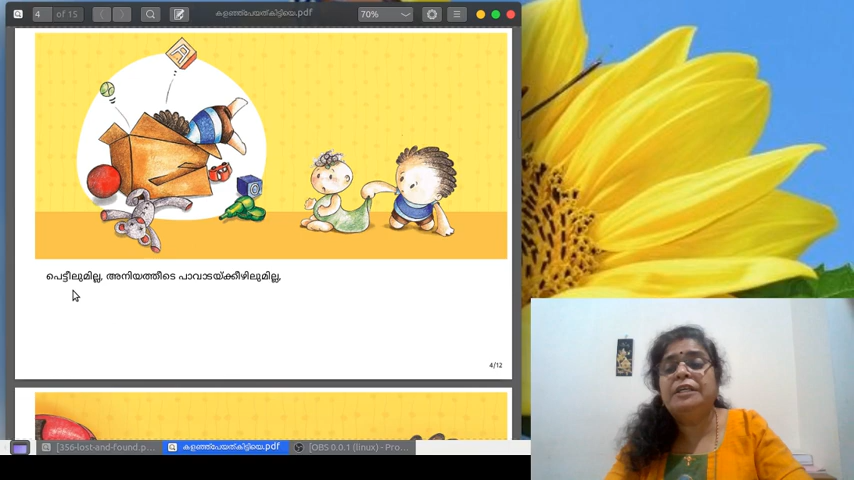 4 of 15
കളഞ്ഞ്പേയത്കിട്ടിയെ.pdf
70%
പെട്ടീലുമില്ല, അനിയത്തീടെ പാവാടയ്ക്കീഴിലുമില്ല,
4/12
[356-lost-and-found.p...
കളഞ്ഞ്പേയത്കിട്ടിയെ.pdf
[OBS 0.0.1 (linux) - Pro...